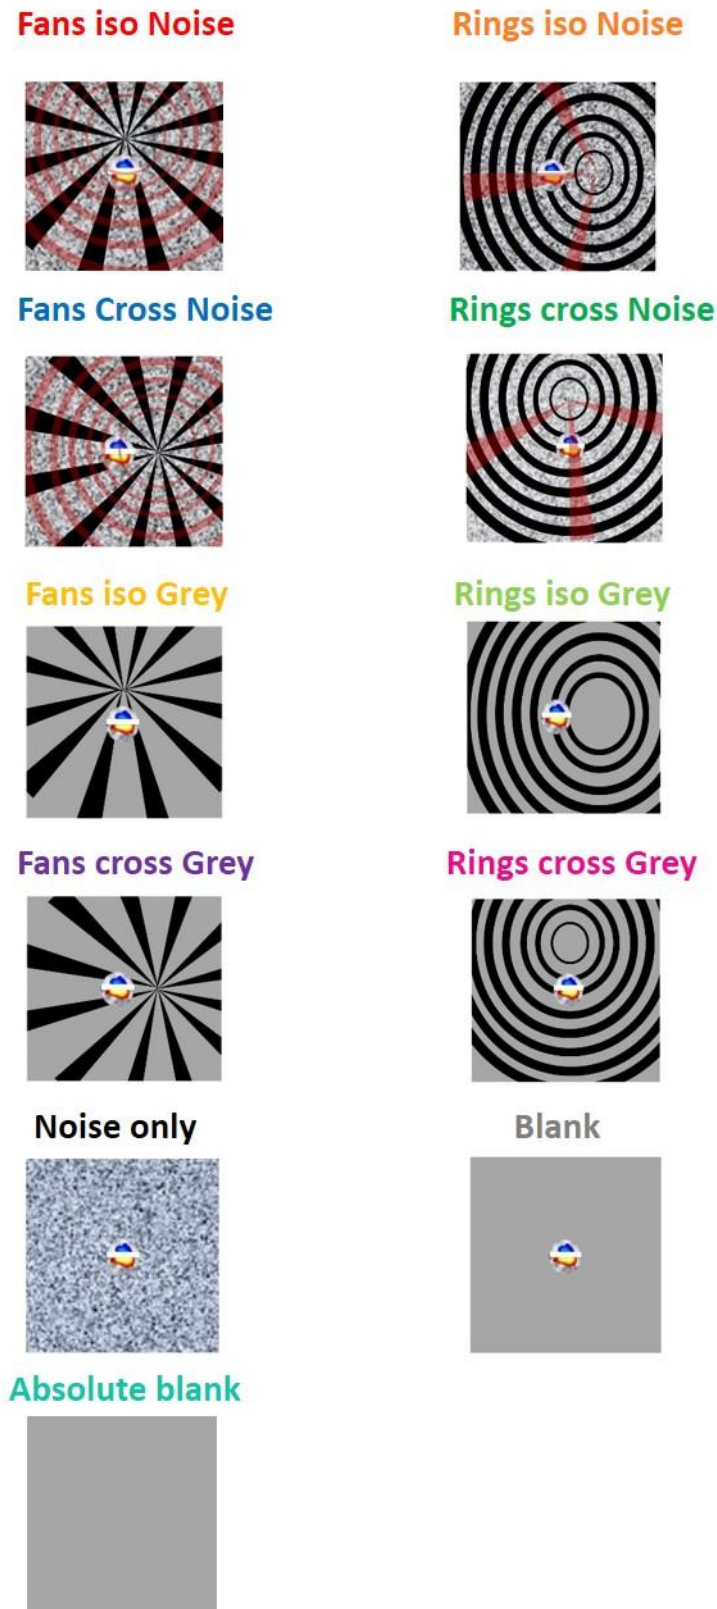 Fans iso Noise
Rings iso Noise
Fans Cross Noise
Rings cross Noise
Fans iso Grey
Rings iso Grey
Fans cross Grey
Rings cross Grey
Noise only
Blank
Absolute blank